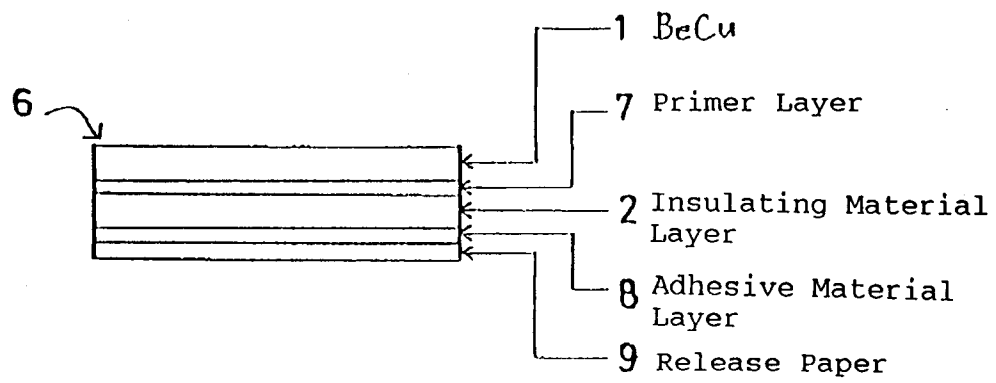 1 BeCu
6
7 Primer Layer
2 Insulating Material
Layer
8 Adhesive Material
Layer
9 Release Paper